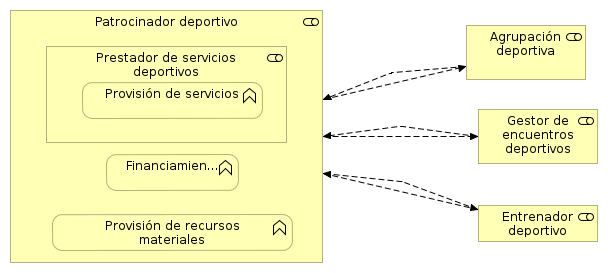 Patrocinador deportivo
Prestador de servicios
deportivos
Provisión de servicios
Financiamien...
Provisión de recursos
materiales
Agrupación
deportiva
Gestor de
encuentros
deportivos
Entrenador
deportivo